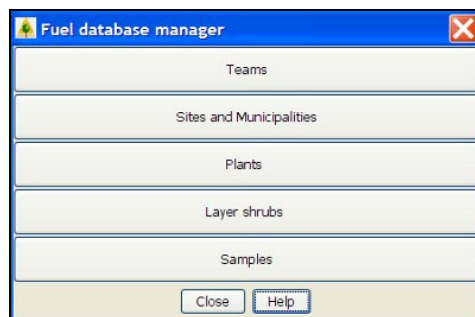 Fuel database manager
Teams
Sites and Municipalities
Plants
Layer shrubs
Samples
Close Help